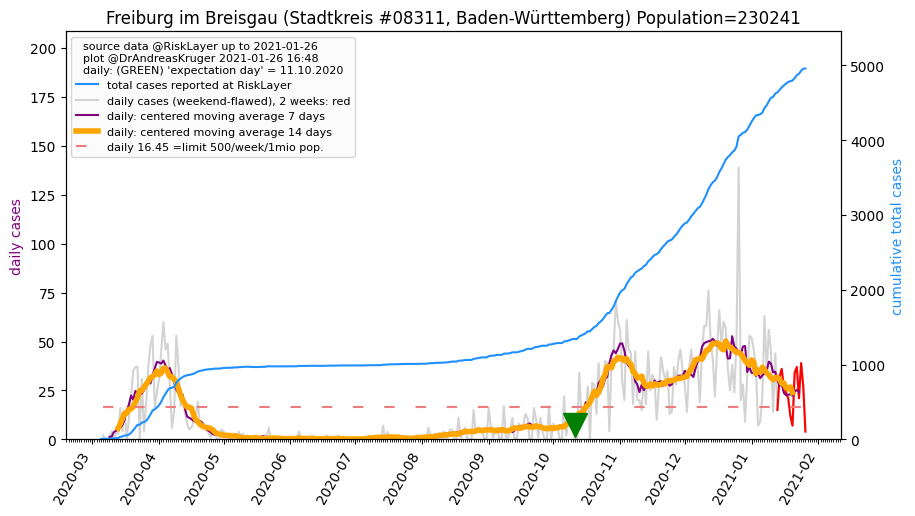 Freiburg im Breisgau (Stadtkreis #08311, Baden-Württemberg) Population=230241
source data @RiskLayer up to 2021-01-26
plot @DrAndreasKruger 2021-01-26 16:48
daily: (GREEN) 'expectation day' = 11.10.2020
total cases reported at RiskLayer
daily cases (weekend-flawed), 2 weeks: red
daily: centered moving average 7 days
daily: centered moving average 14 days
daily 16.45 =limit 500/week/1mio pop.
daily cases
200
175
150
125
100
75
50
25
0
cumulative total cases
5000
4000
3000
2000
1000
0
2020-03
2020-04
2020-05
2020-06
2020-07
2020-08
2020-09
2020-10
2020-11
2020-12
2021-01
2021-02